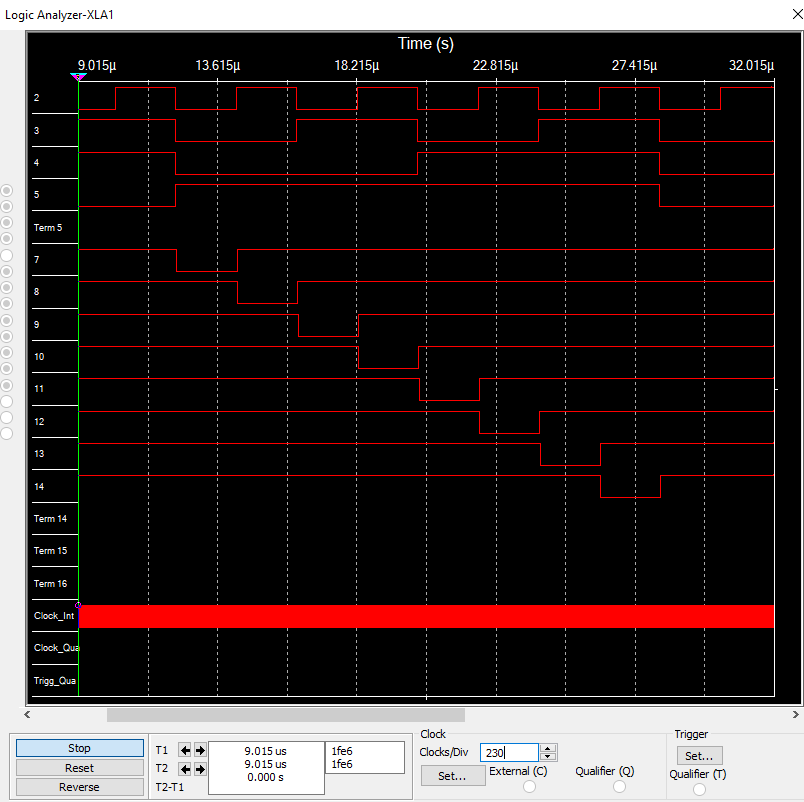 Logic Analyzer-XLA1
Time (s)
9.015µ 13.615µ 18.215µ 22.815µ 27.415µ 32.015µ
2
3
4
5
Term 5
7
8
9
10
11
12
13
14
Term 14
Term 15
Term 16
Clock_Int
Clock_Qua
Trigg_Qua
Stop
Reset
Reverse
T1 9.015 us 1fe6
T2 9.015 us 1fe6
T2-T1 0.000 s
Clock
Clocks/Div 230
Set... External (C) Qualifier (Q)
Trigger
Set...
Qualifier (T)